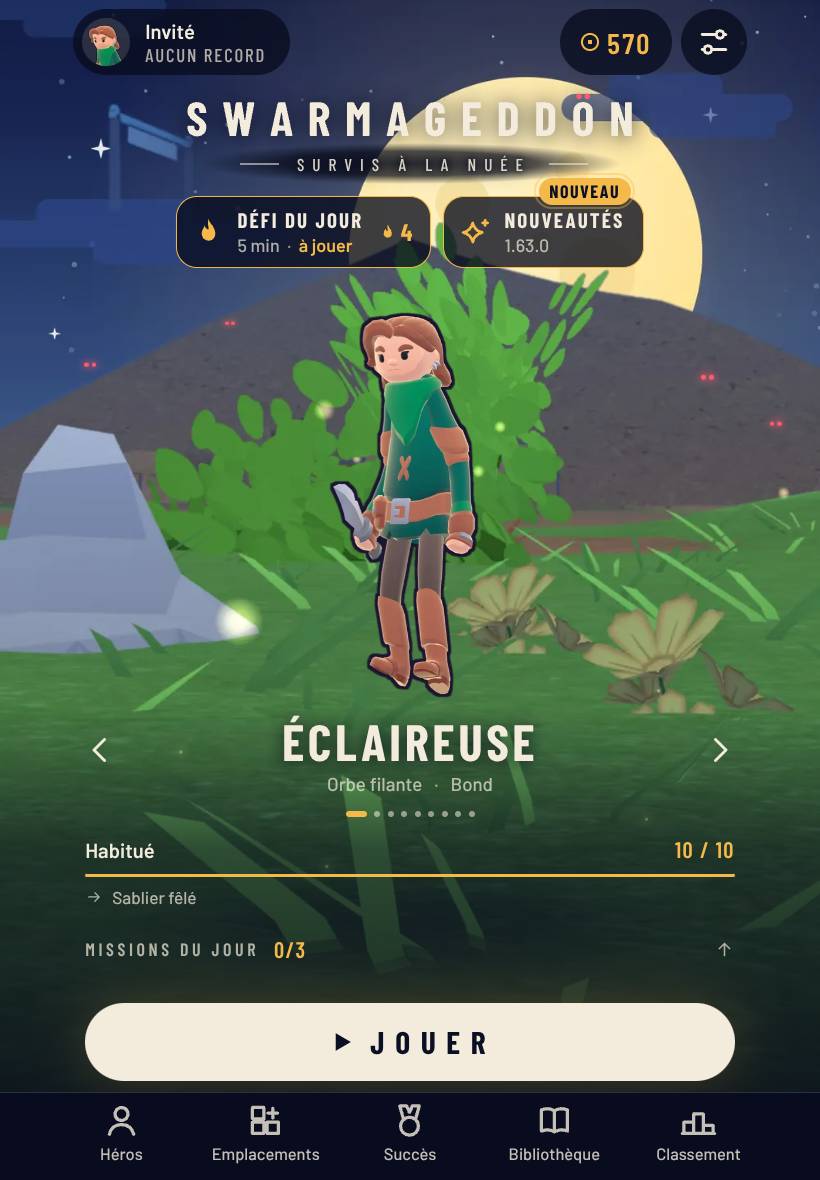 Invité
AUCUN RECORD
570
SWARMAGEDDÖN
SURVIS À LA NUÉE
NOUVEAU
DÉFI DU JOUR
5 min · à jouer
4
NOUVEAUTÉS
1.63.0
ÉCLAIREUSE
Orbe filante · Bond
Habitué
10 / 10
→ Sablier fêlé
MISSIONS DU JOUR 0/3
JOUER
Héros
Emplacements
Succès
Bibliothèque
Classement